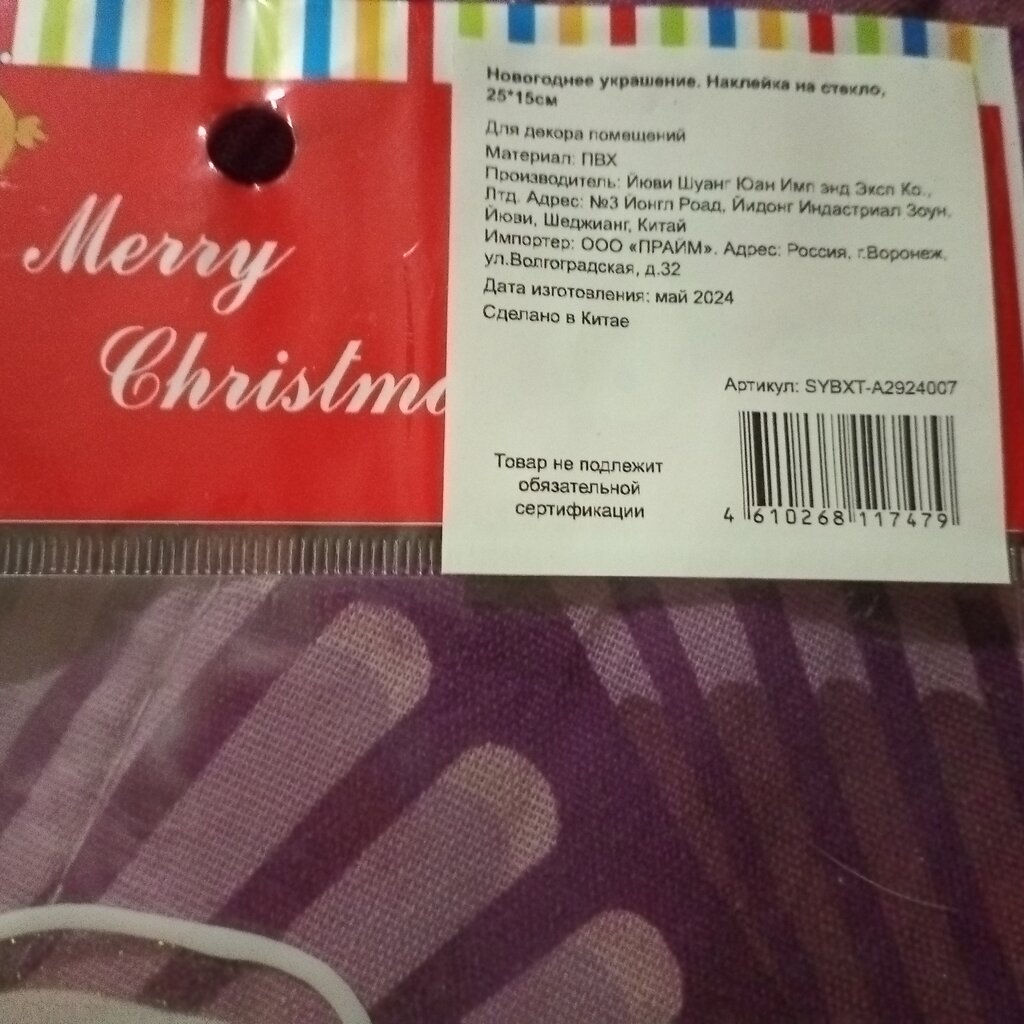 Merry
Christma
Новогоднее украшение. Наклейка на стекло,
25*15см
Для декора помещений
Материал: ПВХ
Производитель: Йюви Шуанг Юан Имп энд Эксп Ко.,
Лтд. Адрес: №3 Йонгл Роад, Йидонг Индастриал Зоун,
Йюви, Шеджианг, Китай
Импортер: ООО «ПРАЙМ». Адрес: Россия, г.Воронеж,
ул.Волгоградская, д.32
Дата изготовления: май 2024
Сделано в Китае
Артикул: SYBXT-A2924007
Товар не подлежит
обязательной
сертификации
4 610268 117479